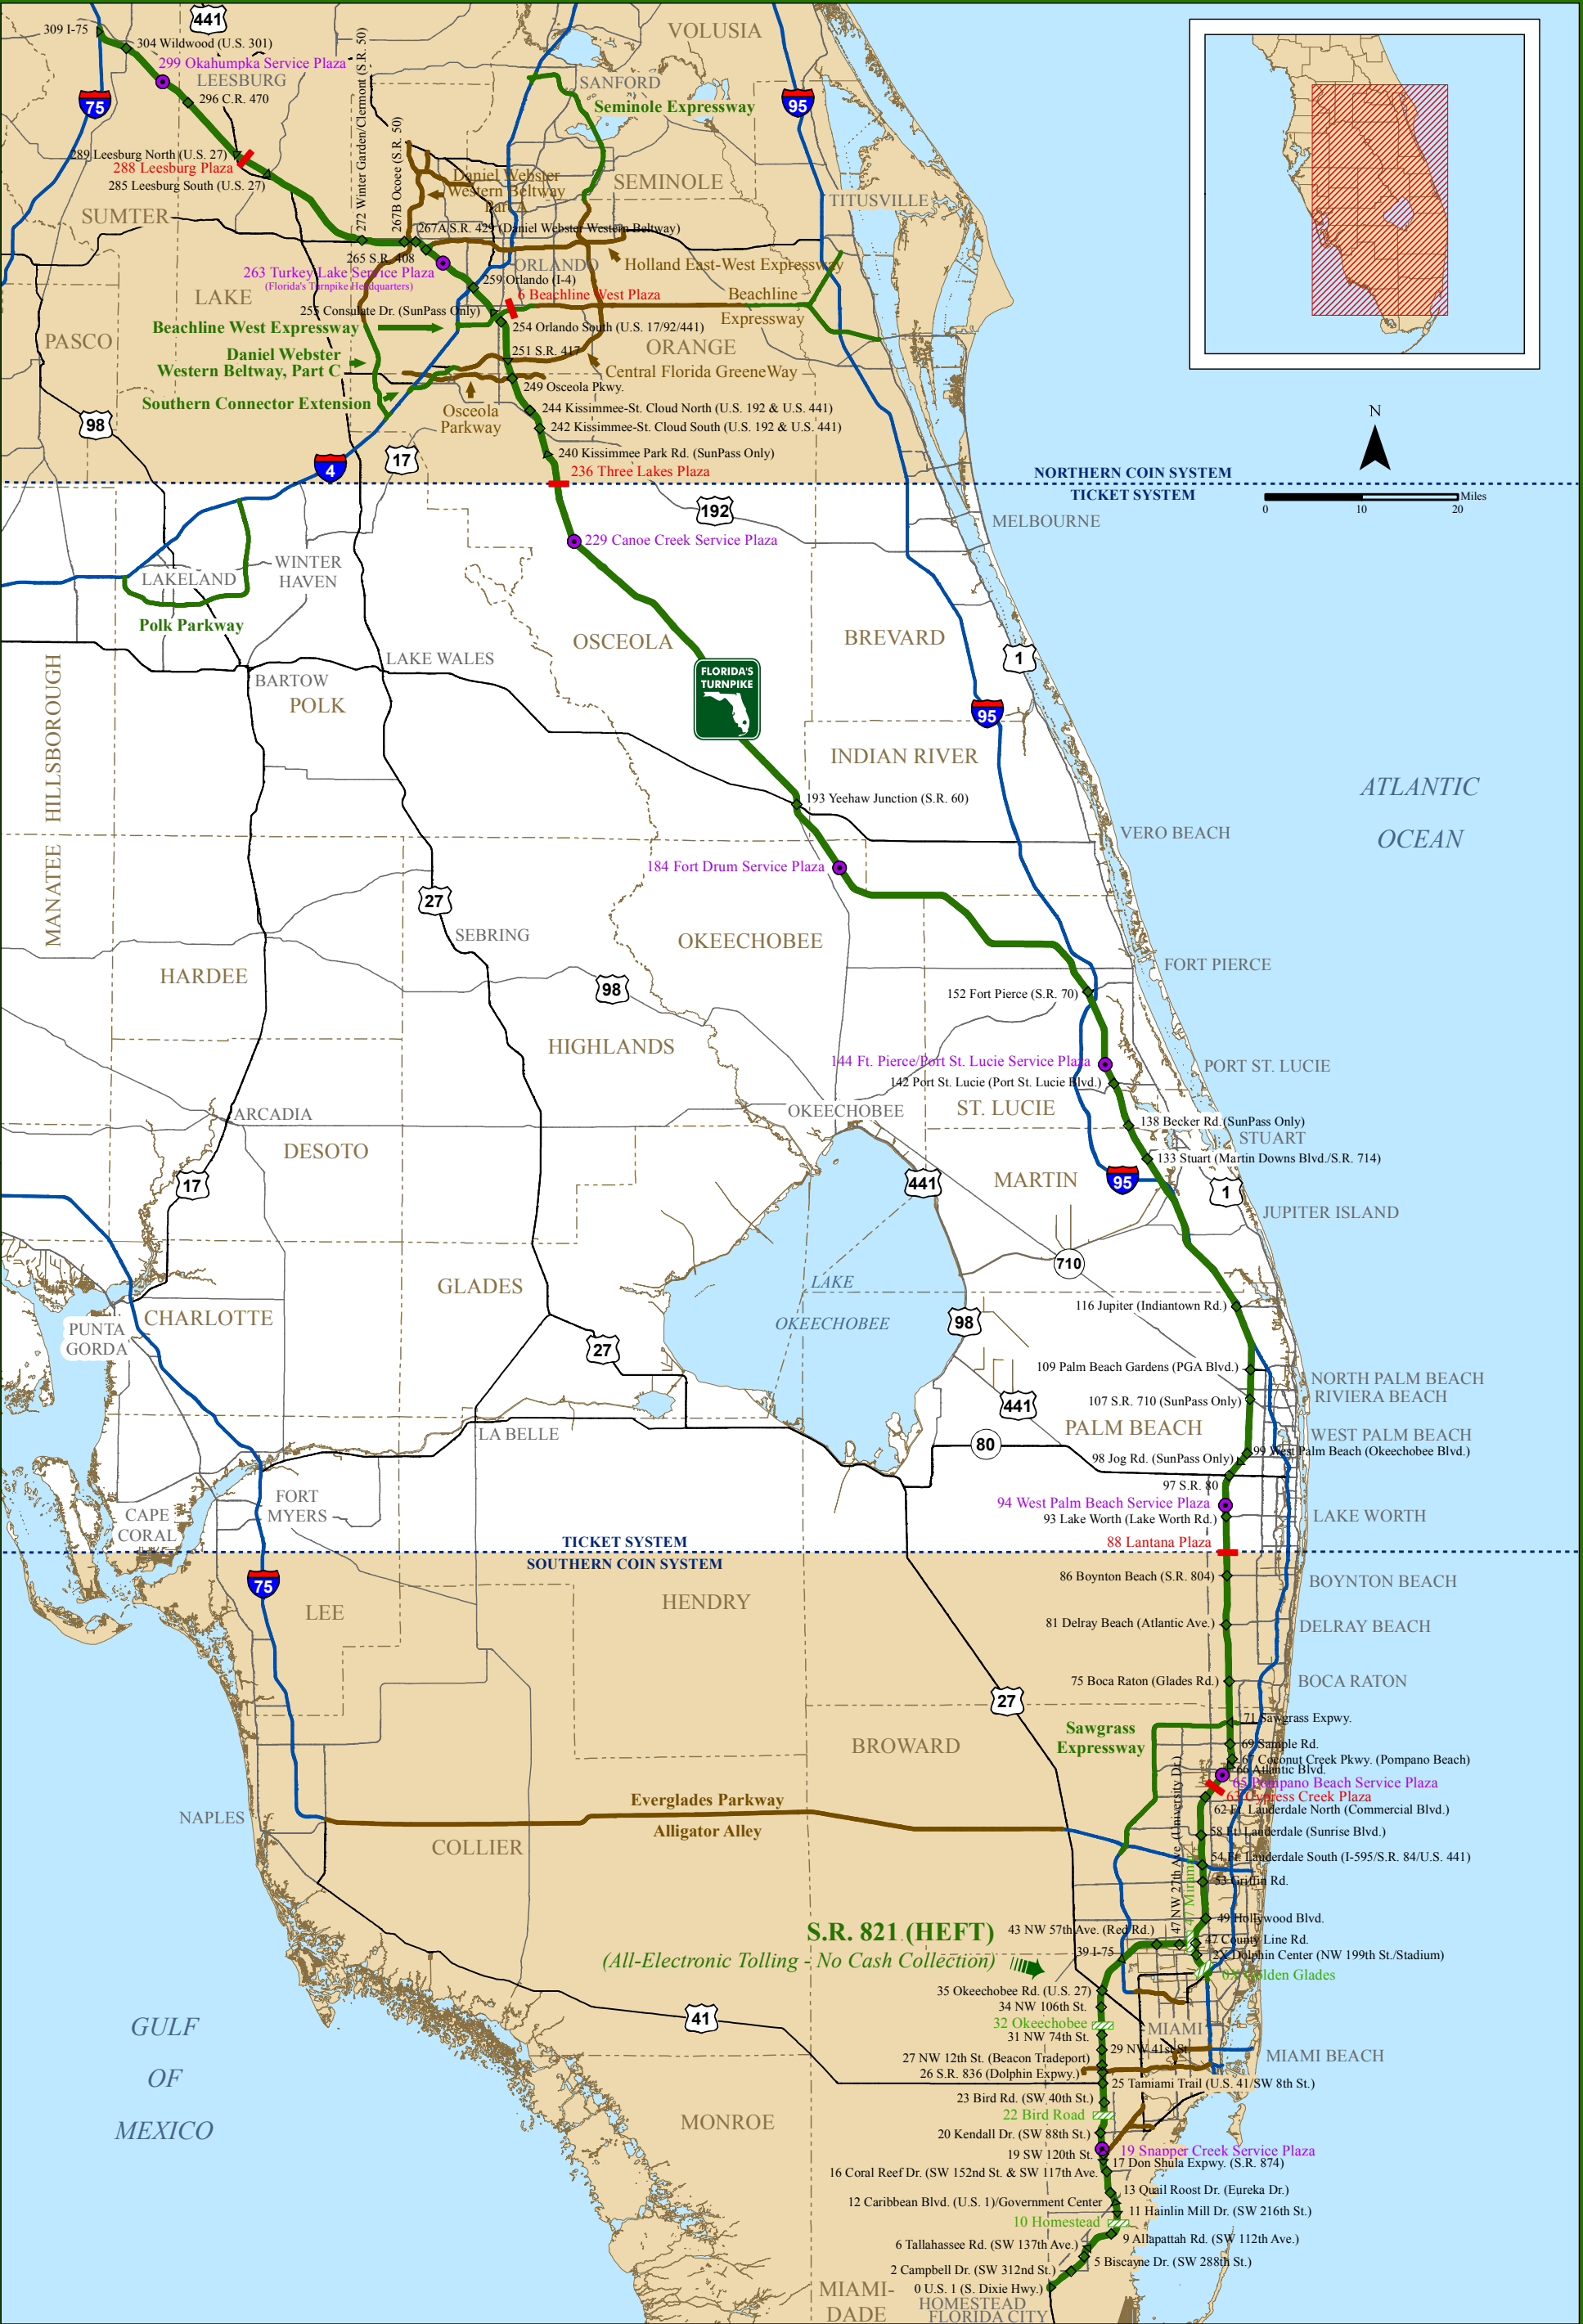 441
VOLUSIA
309 I-75
304 Wildwood (U.S. 301)
299 Okahumpka Service Plaza
LEESBURG
296 C.R. 470
75
SANFORD
Seminole Expressway
95
272 Winter Garden/Clermont (S.R. 50)
267B Ocoee (S.R. 50)
289 Leesburg North (U.S. 27)
288 Leesburg Plaza
285 Leesburg South (U.S. 27)
Daniel Webster
Western Beltway
Part A
SEMINOLE
TITUSVILLE
SUMTER
267A S.R. 429 (Daniel Webster Western Beltway)
265 S.R. 408
263 Turkey Lake Service Plaza
(Florida's Turnpike Headquarters)
ORLANDO
Holland East-West Expressway
259 Orlando (I-4)
LAKE
6 Beachline West Plaza
Beachline
Expressway
255 Consulate Dr. (SunPass Only)
Beachline West Expressway
254 Orlando South (U.S. 17/92/441)
PASCO
ORANGE
251 S.R. 417
Daniel Webster
Western Beltway, Part C
Central Florida GreeneWay
249 Osceola Pkwy.
Southern Connector Extension
Osceola
Parkway
244 Kissimmee-St. Cloud North (U.S. 192 & U.S. 441)
242 Kissimmee-St. Cloud South (U.S. 192 & U.S. 441)
98
17
4
240 Kissimmee Park Rd. (SunPass Only)
236 Three Lakes Plaza
N
NORTHERN COIN SYSTEM
TICKET SYSTEM
Miles
0 10 20
192
MELBOURNE
229 Canoe Creek Service Plaza
WINTER
HAVEN
LAKELAND
Polk Parkway
OSCEOLA
BREVARD
1
LAKE WALES
BARTOW
POLK
FLORIDA'S
TURNPIKE
HILLSBOROUGH
95
INDIAN RIVER
ATLANTIC
OCEAN
193 Yeehaw Junction (S.R. 60)
VERO BEACH
MANATEE
184 Fort Drum Service Plaza
27
SEBRING
OKEECHOBEE
HARDEE
FORT PIERCE
98
152 Fort Pierce (S.R. 70)
HIGHLANDS
144 Ft. Pierce/Port St. Lucie Service Plaza
PORT ST. LUCIE
142 Port St. Lucie (Port St. Lucie Blvd.)
ST. LUCIE
ARCADIA
OKEECHOBEE
138 Becker Rd. (SunPass Only)
STUART
DESOTO
133 Stuart (Martin Downs Blvd./S.R. 714)
MARTIN
17
441
95
1
JUPITER ISLAND
710
GLADES
LAKE
OKEECHOBEE
116 Jupiter (Indiantown Rd.)
CHARLOTTE
PUNTA
GORDA
98
27
109 Palm Beach Gardens (PGA Blvd.)
NORTH PALM BEACH
RIVIERA BEACH
107 S.R. 710 (SunPass Only)
441
PALM BEACH
LA BELLE
80
WEST PALM BEACH
99 West Palm Beach (Okeechobee Blvd.)
98 Jog Rd. (SunPass Only)
97 S.R. 80
94 West Palm Beach Service Plaza
93 Lake Worth (Lake Worth Rd.)
LAKE WORTH
FORT
MYERS
CAPE
CORAL
88 Lantana Plaza
TICKET SYSTEM
SOUTHERN COIN SYSTEM
75
86 Boynton Beach (S.R. 804)
BOYNTON BEACH
HENDRY
LEE
81 Delray Beach (Atlantic Ave.)
DELRAY BEACH
75 Boca Raton (Glades Rd.)
BOCA RATON
27
71 Sawgrass Expwy.
Sawgrass
Expressway
69 Sample Rd.
BROWARD
67 Coconut Creek Pkwy. (Pompano Beach)
66 Atlantic Blvd.
65 Pompano Beach Service Plaza
63 Cypress Creek Plaza
62 Ft. Lauderdale North (Commercial Blvd.)
NAPLES
Everglades Parkway
Alligator Alley
58 Ft. Lauderdale (Sunrise Blvd.)
COLLIER
54 Ft. Lauderdale South (I-595/S.R. 84/U.S. 441)
53 Griffin Rd.
47 NW 27th Ave. (University Dr.)
47 Miramar
49 Hollywood Blvd.
S.R. 821 (HEFT)
(All-Electronic Tolling - No Cash Collection)
43 NW 57th Ave. (Red Rd.)
47 County Line Rd.
39 I-75
2X Dolphin Center (NW 199th St./Stadium)
0X Golden Glades
35 Okeechobee Rd. (U.S. 27)
34 NW 106th St.
32 Okeechobee
31 NW 74th St.
MIAMI
41
29 NW 41st St.
27 NW 12th St. (Beacon Tradeport)
26 S.R. 836 (Dolphin Expwy.)
MIAMI BEACH
25 Tamiami Trail (U.S. 41/SW 8th St.)
23 Bird Rd. (SW 40th St.)
22 Bird Road
GULF
OF
MEXICO
MONROE
20 Kendall Dr. (SW 88th St.)
19 Snapper Creek Service Plaza
19 SW 120th St.
17 Don Shula Expwy. (S.R. 874)
16 Coral Reef Dr. (SW 152nd St. & SW 117th Ave.)
13 Quail Roost Dr. (Eureka Dr.)
12 Caribbean Blvd. (U.S. 1)/Government Center
11 Hainlin Mill Dr. (SW 216th St.)
10 Homestead
9 Allapattah Rd. (SW 112th Ave.)
6 Tallahassee Rd. (SW 137th Ave.)
5 Biscayne Dr. (SW 288th St.)
2 Campbell Dr. (SW 312nd St.)
0 U.S. 1 (S. Dixie Hwy.)
MIAMI-
DADE
HOMESTEAD
FLORIDA CITY